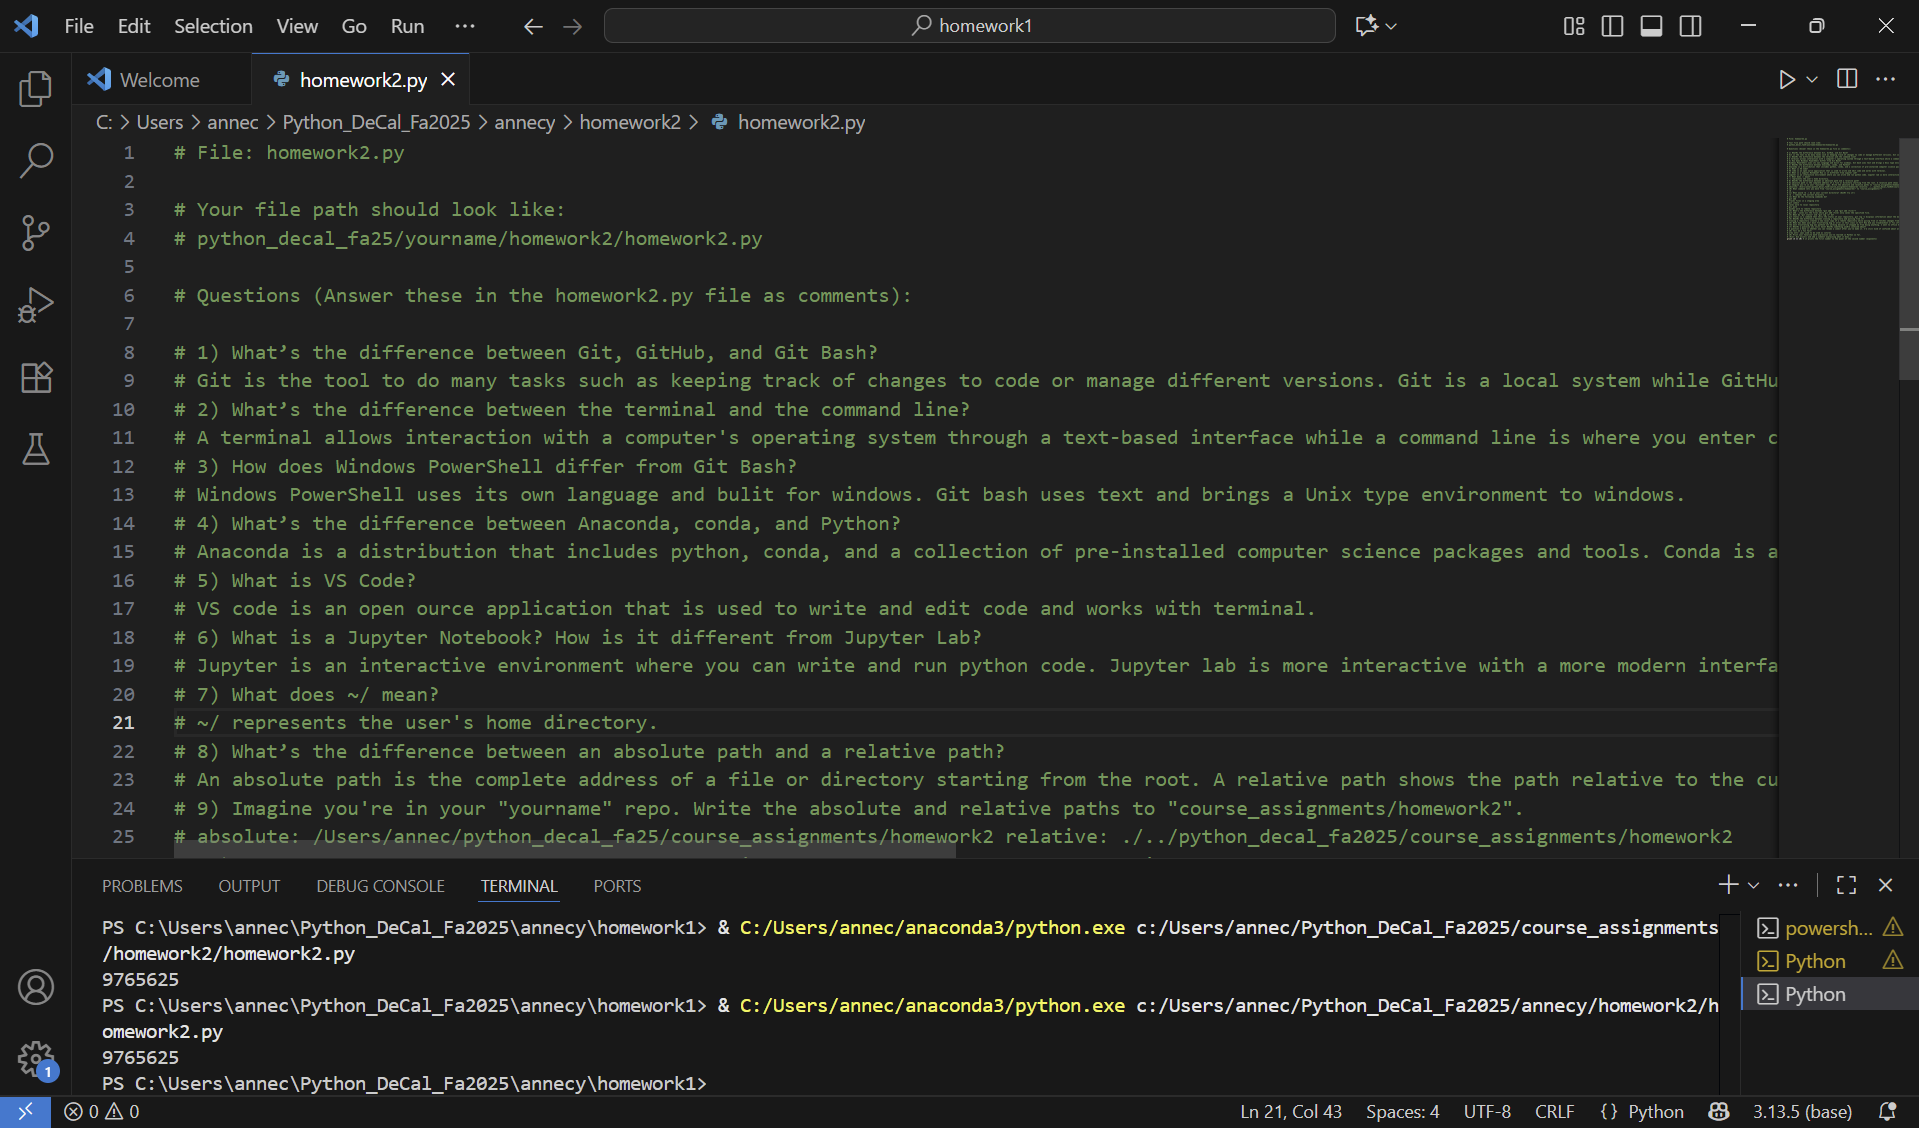 File Edit Selection View Go Run ··· homework1
Welcome homework2.py
C: > Users > annec > Python_DeCal_Fa2025 > annecy > homework2 > homework2.py
1 # File: homework2.py
2
3 # Your file path should look like:
4 # python_decal_fa25/yourname/homework2/homework2.py
5
6 # Questions (Answer these in the homework2.py file as comments):
7
8 # 1) What’s the difference between Git, GitHub, and Git Bash?
9 # Git is the tool to do many tasks such as keeping track of changes to code or manage different versions. Git is a local system while GitHu
10 # 2) What’s the difference between the terminal and the command line?
11 # A terminal allows interaction with a computer's operating system through a text-based interface while a command line is where you enter c
12 # 3) How does Windows PowerShell differ from Git Bash?
13 # Windows PowerShell uses its own language and bulit for windows. Git bash uses text and brings a Unix type environment to windows.
14 # 4) What’s the difference between Anaconda, conda, and Python?
15 # Anaconda is a distribution that includes python, conda, and a collection of pre-installed computer science packages and tools. Conda is a
16 # 5) What is VS Code?
17 # VS code is an open ource application that is used to write and edit code and works with terminal.
18 # 6) What is a Jupyter Notebook? How is it different from Jupyter Lab?
19 # Jupyter is an interactive environment where you can write and run python code. Jupyter lab is more interactive with a more modern interfa
20 # 7) What does ~/ mean?
21 # ~/ represents the user's home directory.
22 # 8) What’s the difference between an absolute path and a relative path?
23 # An absolute path is the complete address of a file or directory starting from the root. A relative path shows the path relative to the cu
24 # 9) Imagine you're in your "yourname" repo. Write the absolute and relative paths to "course_assignments/homework2".
25 # absolute: /Users/annec/python_decal_fa25/course_assignments/homework2 relative: ./../python_decal_fa2025/course_assignments/homework2
PROBLEMS OUTPUT DEBUG CONSOLE TERMINAL PORTS
PS C:\Users\annec\Python_DeCal_Fa2025\annecy\homework1> & C:/Users/annec/anaconda3/python.exe c:/Users/annec/Python_DeCal_Fa2025/course_assignments
/homework2/homework2.py
9765625
PS C:\Users\annec\Python_DeCal_Fa2025\annecy\homework1> & C:/Users/annec/anaconda3/python.exe c:/Users/annec/Python_DeCal_Fa2025/annecy/homework2/h
omework2.py
9765625
PS C:\Users\annec\Python_DeCal_Fa2025\annecy\homework1>
powersh...
Python
Python
1
0 0 Ln 21, Col 43 Spaces: 4 UTF-8 CRLF {} Python 3.13.5 (base)